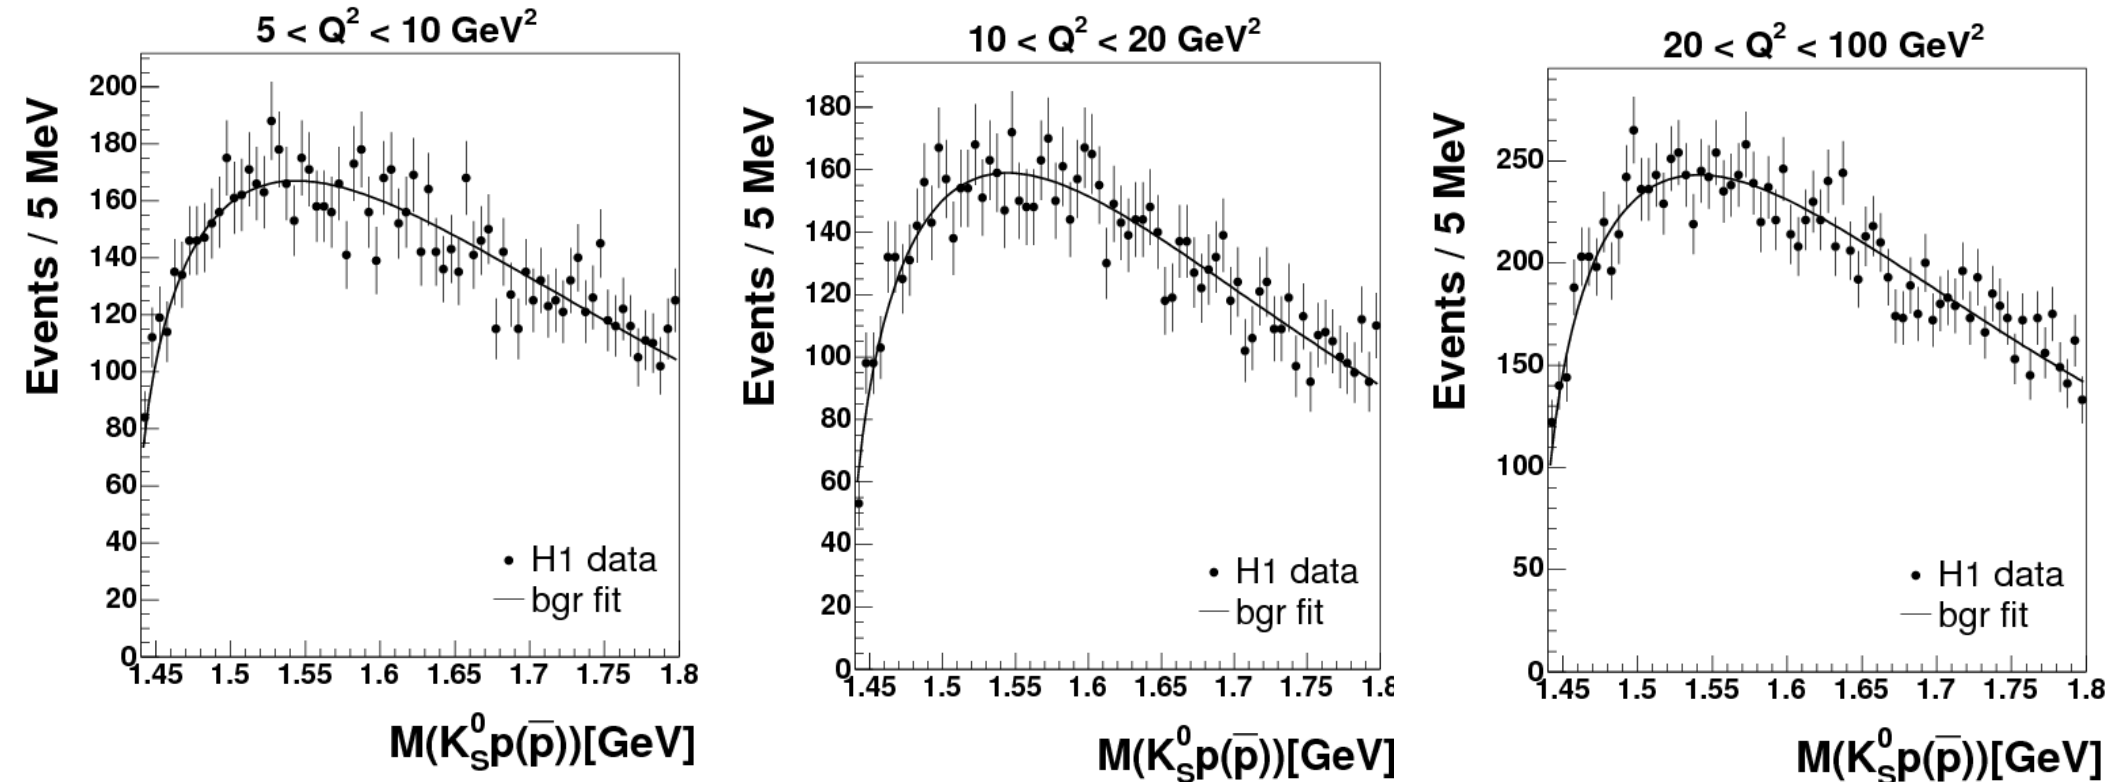 5 < Q² < 10 GeV²
Events / 5 MeV
200
180
160
140
120
100
80
60
40
20
0
H1 data
bgr fit
1.45 1.5 1.55 1.6 1.65 1.7 1.75 1.8
M(K⁰ₛp(p̅))[GeV]
10 < Q² < 20 GeV²
Events / 5 MeV
180
160
140
120
100
80
60
40
20
0
H1 data
bgr fit
1.45 1.5 1.55 1.6 1.65 1.7 1.75 1.8
M(K⁰ₛp(p̅))[GeV]
20 < Q² < 100 GeV²
Events / 5 MeV
250
200
150
100
50
0
H1 data
bgr fit
1.45 1.5 1.55 1.6 1.65 1.7 1.75 1.8
M(K⁰ₛp(p̅))[GeV]